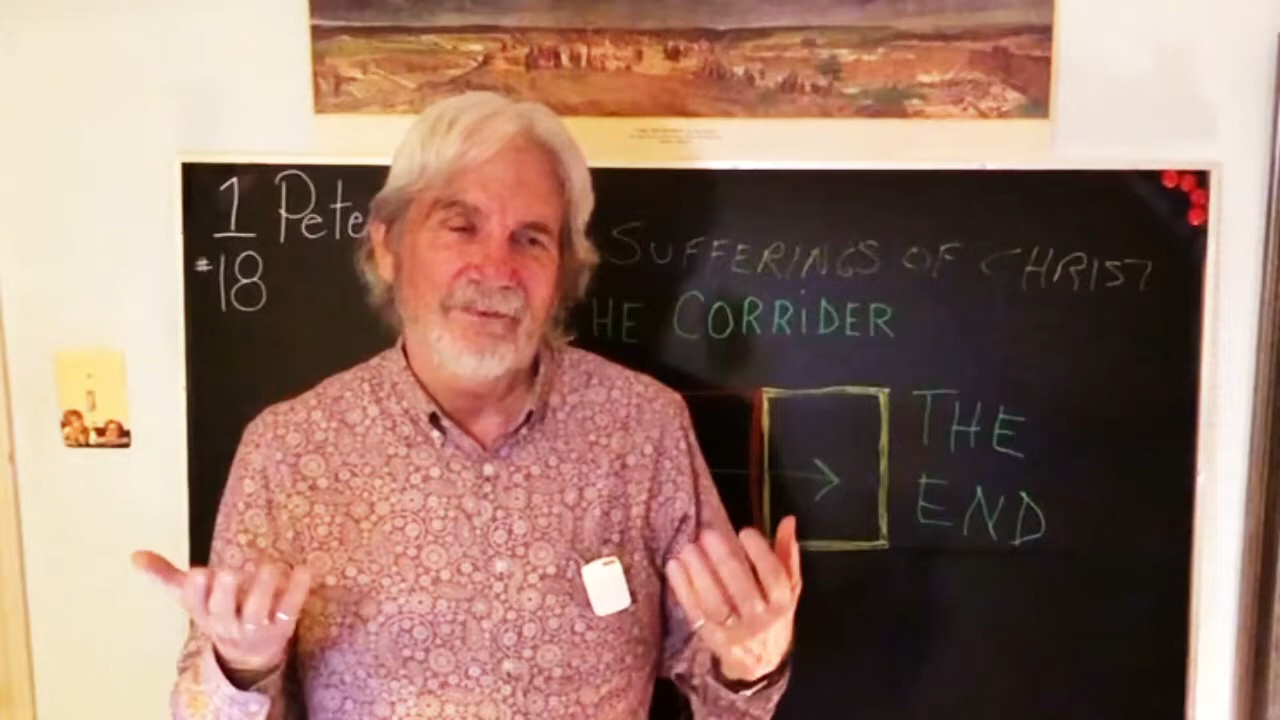 1 Pete
SUFFERINGS OF CHRIST
#18
HE CORRiDER
THE
END